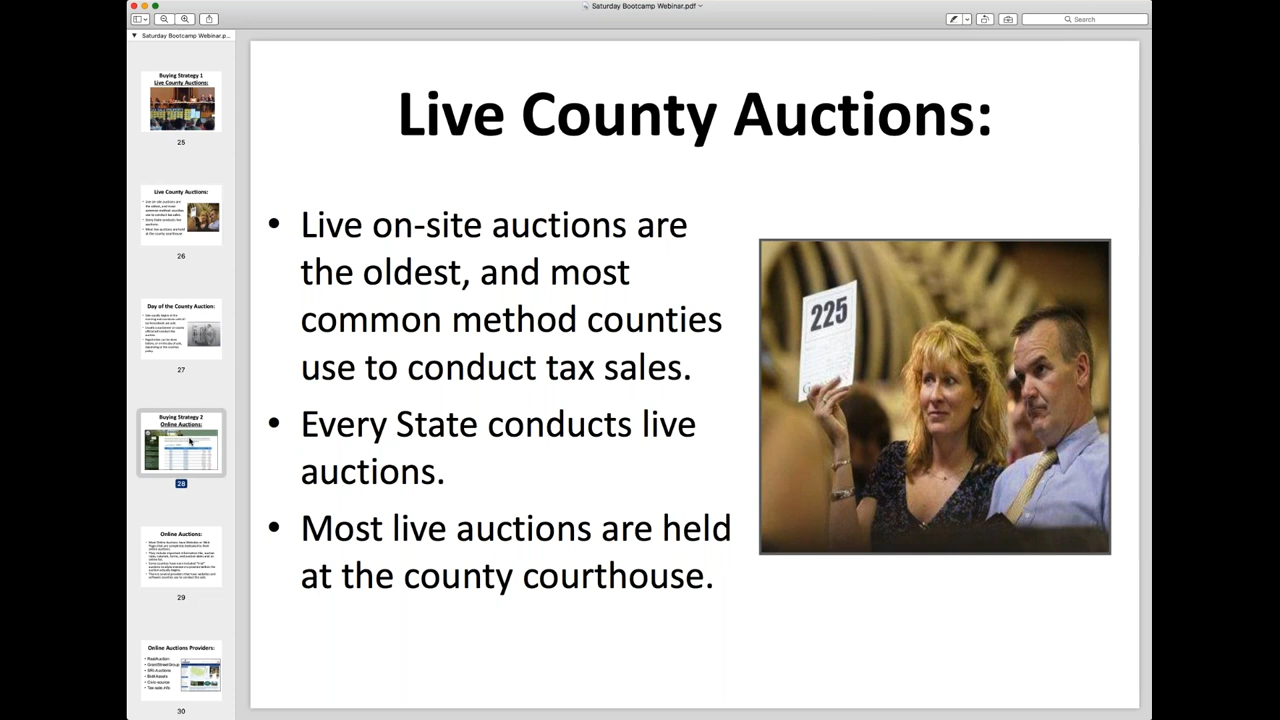 Saturday Bootcamp Webinar.pdf
Search
Saturday Bootcamp Webinar.p...
Buying Strategy 1
Live County Auctions:
25
Live County Auctions:
26
Day of the County Auction:
27
Buying Strategy 2
Online Auctions:
28
Online Auctions:
29
Online Auctions Providers:
30
Live County Auctions:
• Live on-site auctions are
the oldest, and most
common method counties
use to conduct tax sales.
• Every State conducts live
auctions.
• Most live auctions are held
at the county courthouse.
225